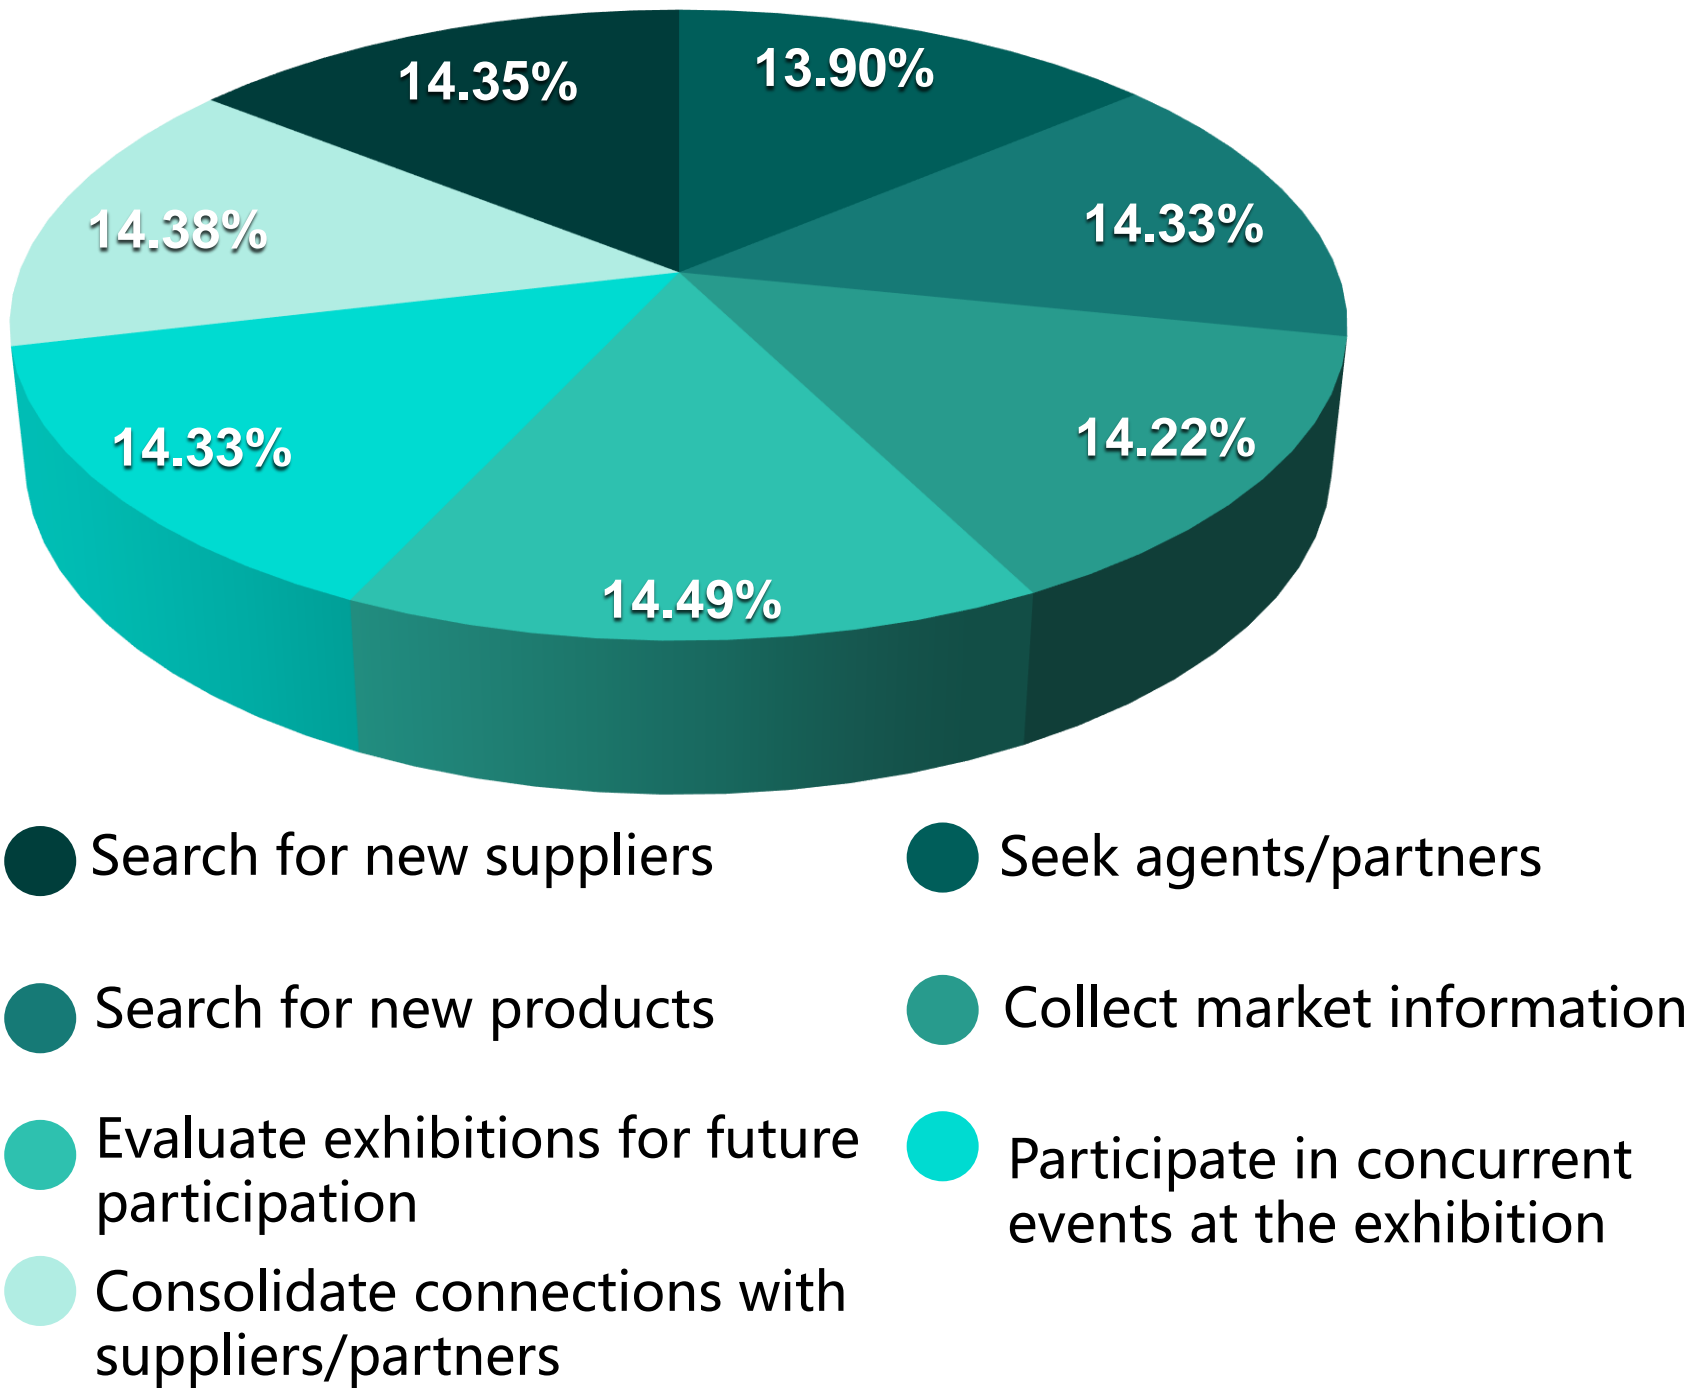 14.35%
13.90%
14.38%
14.33%
14.33%
14.22%
14.49%
Search for new suppliers
Seek agents/partners
Search for new products
Collect market information
Evaluate exhibitions for future
participation
Participate in concurrent
events at the exhibition
Consolidate connections with
suppliers/partners